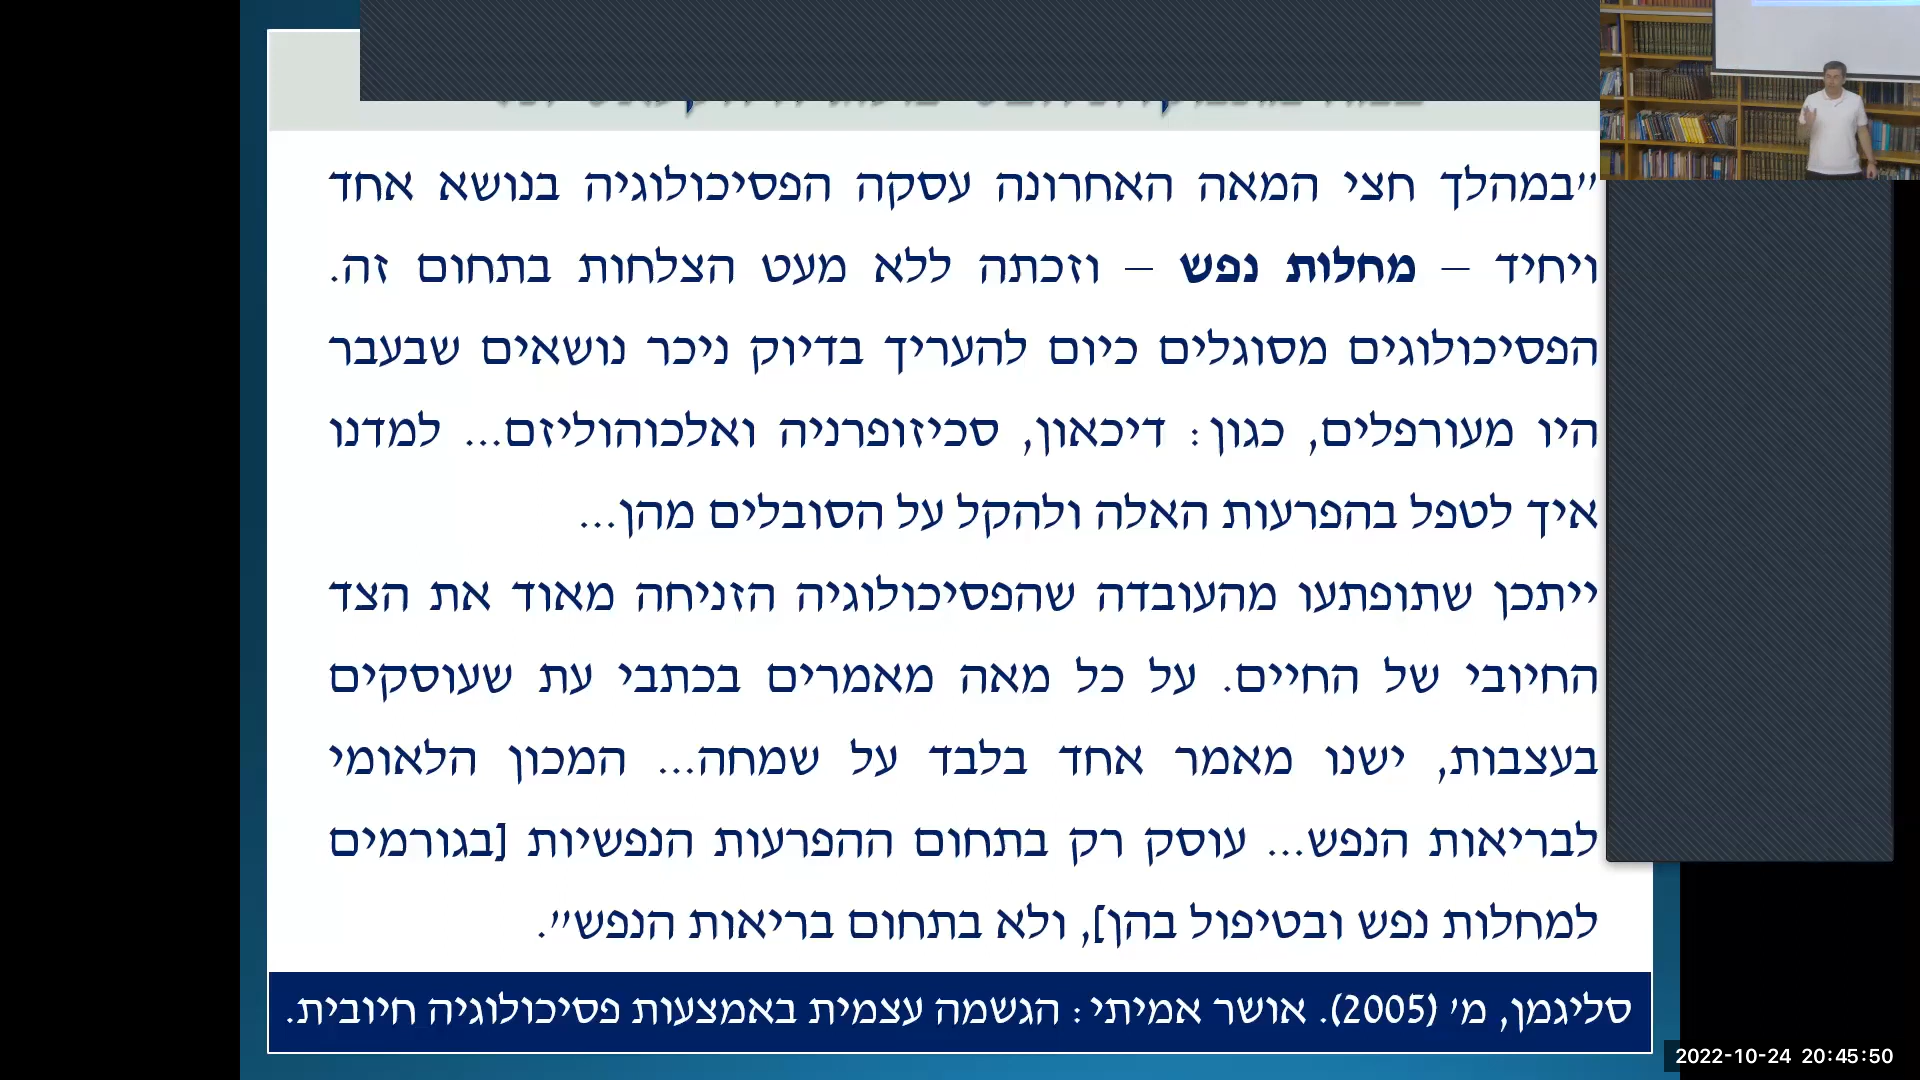 "במהלך חצי המאה האחרונה עסקה הפסיכולוגיה בנושא אחד
ויחיד – מחלות נפש – וזכתה ללא מעט הצלחות בתחום זה.
הפסיכולוגים מסוגלים כיום להעריך בדיוק ניכר נושאים שבעבר
היו מעורפלים, כגון: דיכאון, סכיזופרניה ואלכוהוליזם... למדנו
איך לטפל בהפרעות האלה ולהקל על הסובלים מהן...
ייתכן שתופתעו מהעובדה שהפסיכולוגיה הזניחה מאוד את הצד
החיובי של החיים. על כל מאה מאמרים בכתבי עת שעוסקים
בעצבות, ישנו מאמר אחד בלבד על שמחה... המכון הלאומי
לבריאות הנפש... עוסק רק בתחום ההפרעות הנפשיות [בגורמים
למחלות נפש ובטיפול בהן], ולא בתחום בריאות הנפש".
סליגמן, מ' (2005). אושר אמיתי: הגשמה עצמית באמצעות פסיכולוגיה חיובית.
2022-10-24 20:45:50